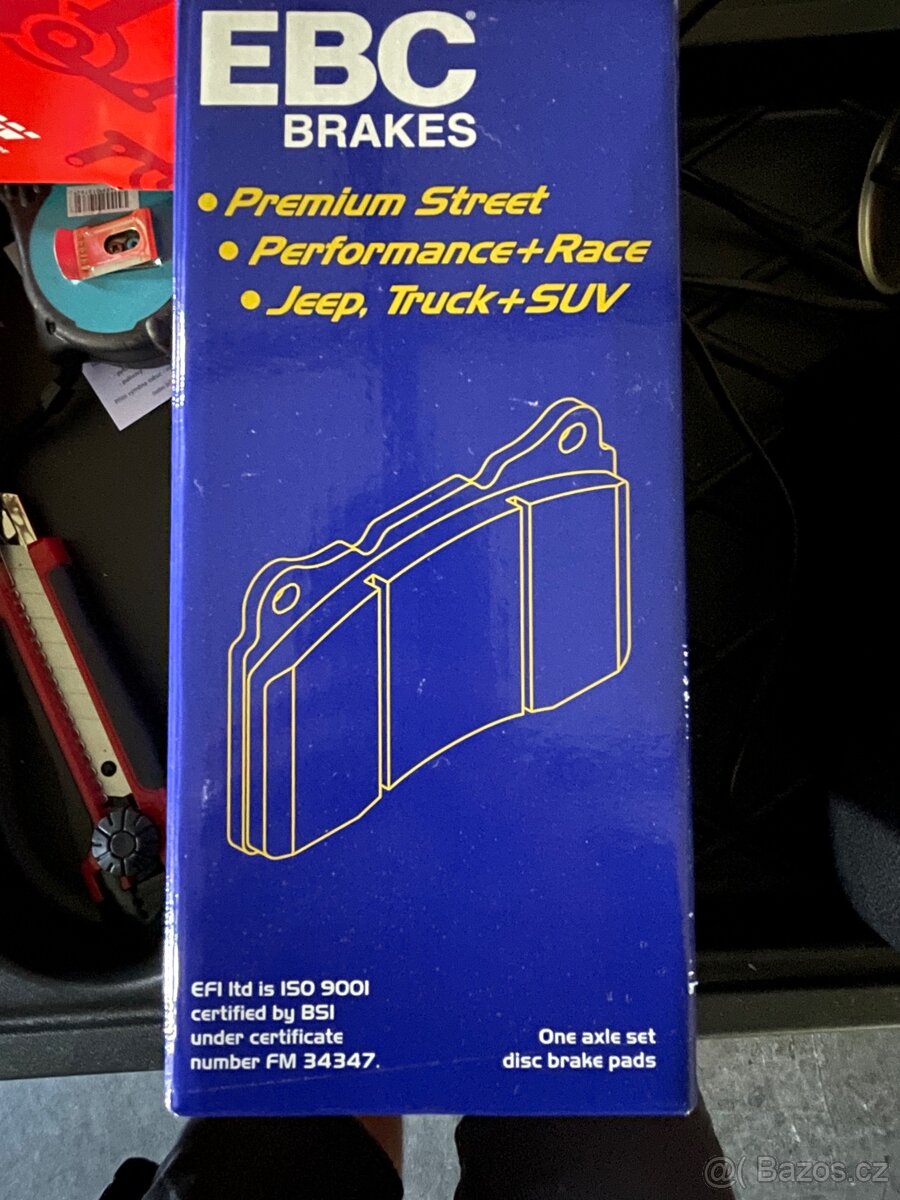 EBC®
BRAKES
• Premium Street
• Performance+Race
• Jeep, Truck+SUV
EFI ltd is ISO 9001
certified by BSI
under certificate
number FM 34347.
One axle set
disc brake pads
@( Bazoš.cz